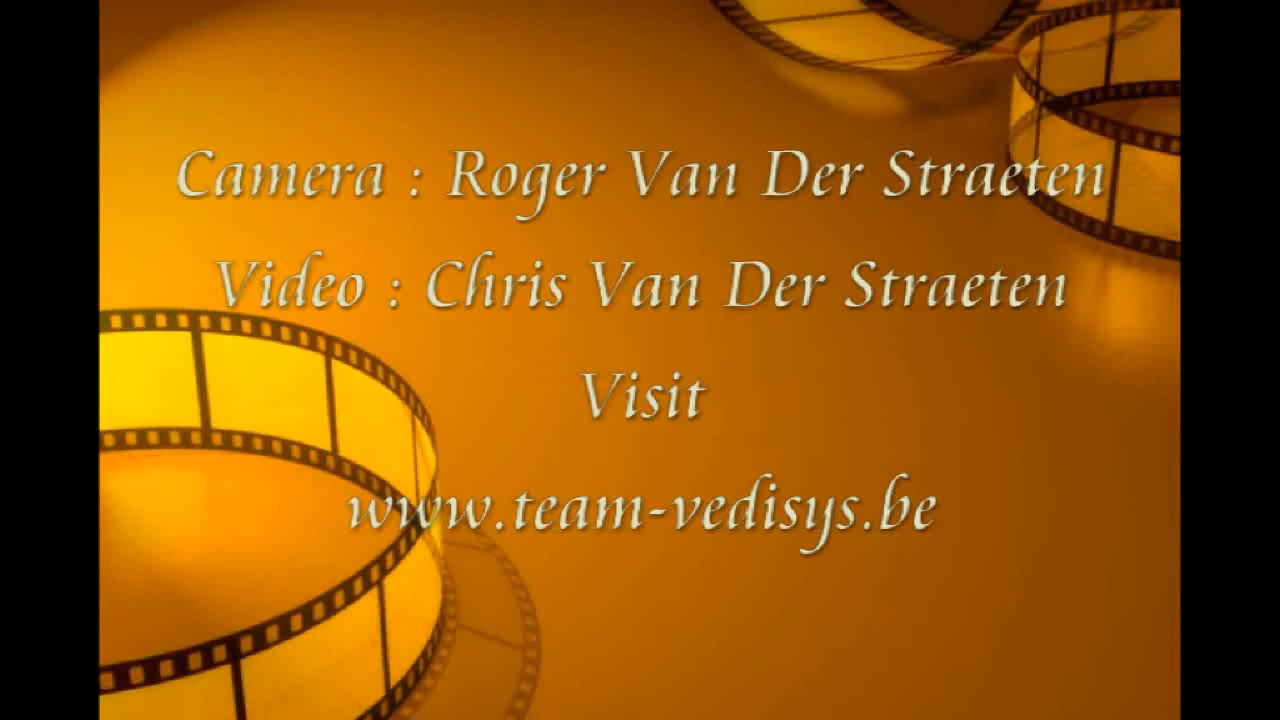 Camera : Roger Van Der Straeten
Video : Chris Van Der Straeten
Visit
www.team-vedisys.be